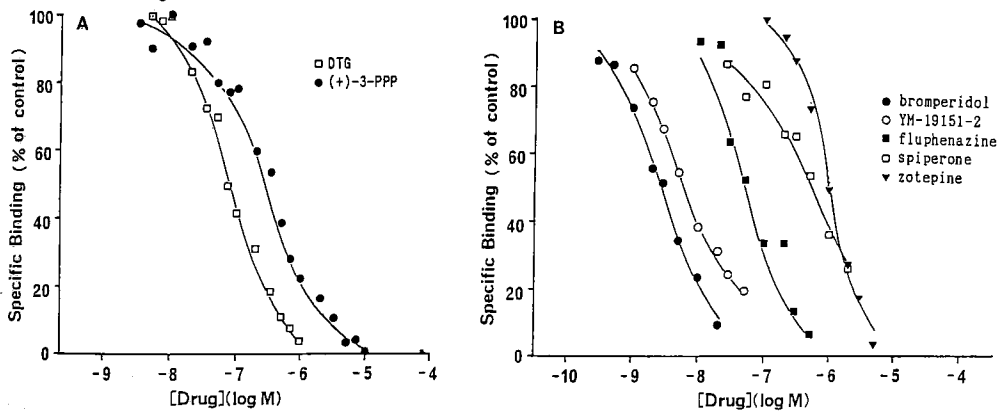 A
Specific Binding (% of control)
100
80
60
40
20
0
-9
-8
-7
-6
-5
-4
[Drug](log M)
DTG
(+)-3-PPP
B
Specific Binding (% of control)
100
80
60
40
20
0
-10
-9
-8
-7
-6
-5
-4
[Drug](log M)
bromperidol
YM-19151-2
fluphenazine
spiperone
zotepine